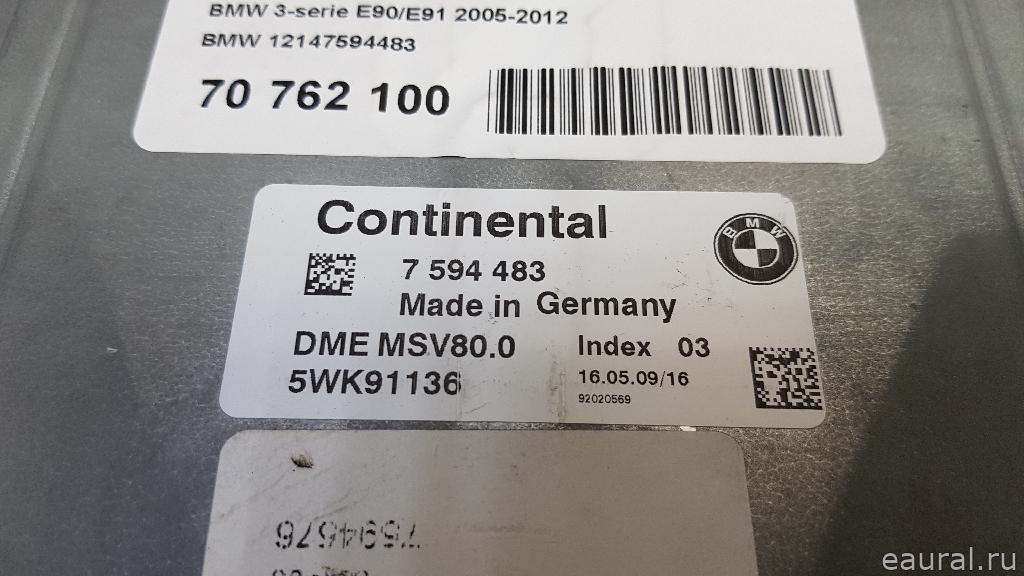 BMW 3-serie E90/E91 2005-2012
BMW 12147594483
70 762 100
Continental
BMW
7 594 483
Made in Germany
DME MSV80.0
Index 03
5WK91136
16.05.09/16
92020569
7594576
eaural.ru